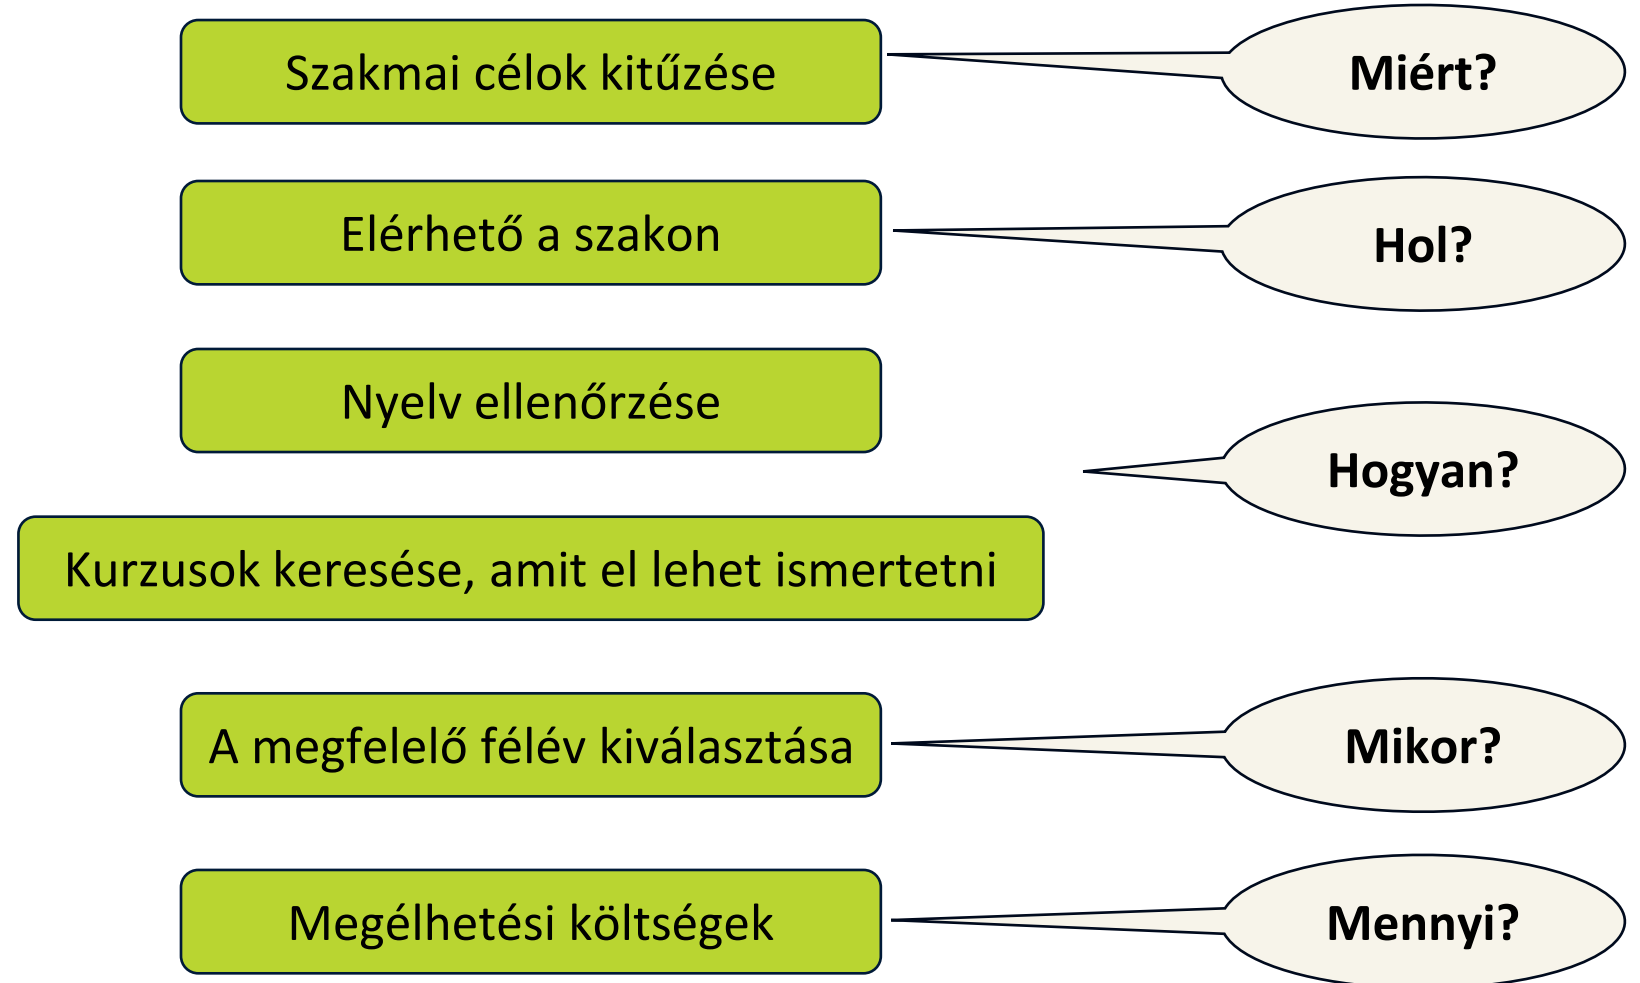 Szakmai célok kitűzése
Miért?
Elérhető a szakon
Hol?
Nyelv ellenőrzése
Hogyan?
Kurzusok keresése, amit el lehet ismertetni
A megfelelő félév kiválasztása
Mikor?
Megélhetési költségek
Mennyi?